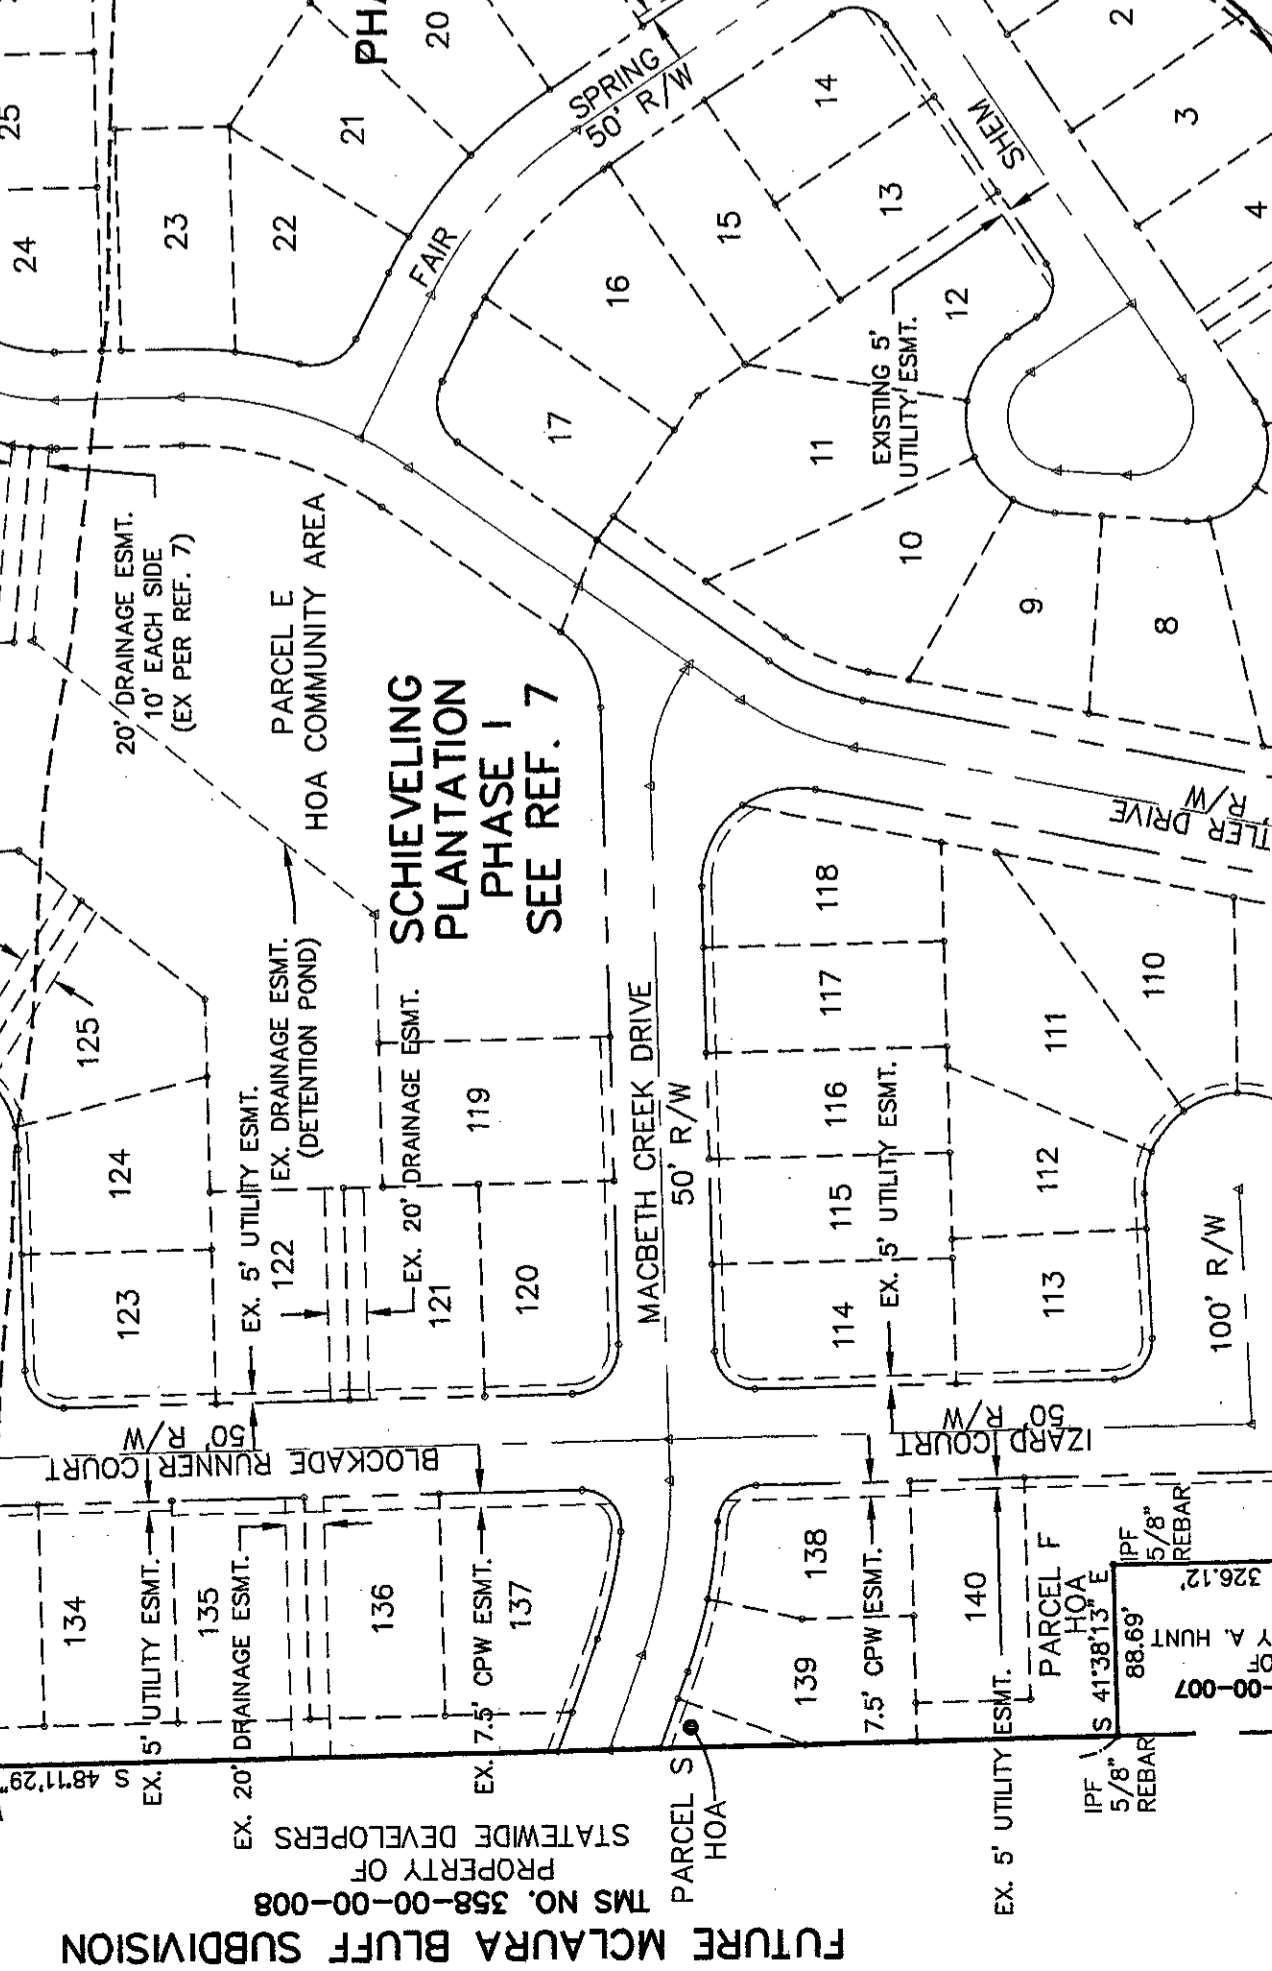 25
24
23
22
21
20
PHA
SPRING
50' R/W
FAIR
14
13
15
16
17
SHEM
2
3
4
12
11
EXISTING 5'
UTILITY ESMT.
10
9
8
20' DRAINAGE ESMT.
10' EACH SIDE
(EX PER REF. 7)
PARCEL E
HOA COMMUNITY AREA
SCHIEVELING
PLANTATION
PHASE I
SEE REF. 7
TLER DRIVE
R/W
125
124
123
EX. 5' UTILITY ESMT.
122
EX. DRAINAGE ESMT.
(DETENTION POND)
EX. 20' DRAINAGE ESMT.
121
119
120
MACBETH CREEK DRIVE
50' R/W
118
117
116
115
114
EX. 5' UTILITY ESMT.
110
111
112
113
100' R/W
BLOCKADE RUNNER COURT
50' R/W
IZARD COURT
50' R/W
134
EX. 5' UTILITY ESMT.
135
EX. 20' DRAINAGE ESMT.
136
EX. 7.5' CPW ESMT.
137
138
139
7.5' CPW ESMT.
140
EX. 5' UTILITY ESMT.
PARCEL F
HOA
S 41°38'13" E
88.69'
IPF
5/8"
REBAR
326.12'
Y A. HUNT
OF
-00-007
IPF
5/8"
REBAR
PARCEL S
HOA
S 48°11'29"
STATEWIDE DEVELOPERS
PROPERTY OF
TMS NO. 358-00-00-008
FUTURE MCLAURA BLUFF SUBDIVISION